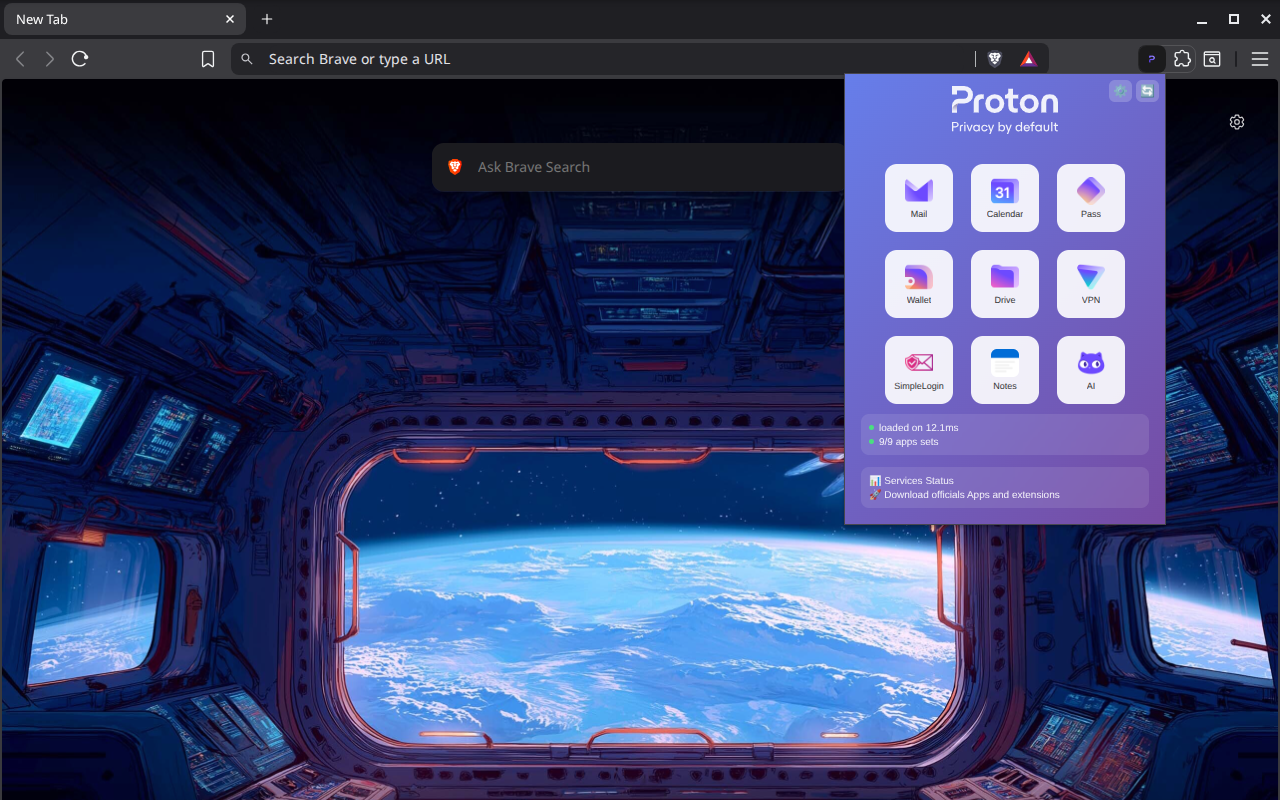 New Tab
Search Brave or type a URL
Proton
Privacy by default
Ask Brave Search
Mail
31
Calendar
Pass
Wallet
Drive
VPN
SimpleLogin
Notes
AI
loaded on 12.1ms
9/9 apps sets
Services Status
Download officials Apps and extensions